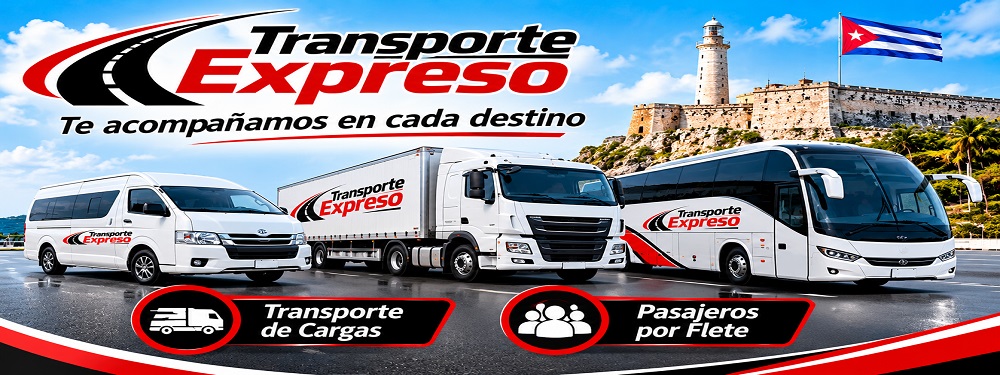 Transporte
Expreso
Te acompañamos en cada destino
Transporte
Expreso
Transporte
Expreso
Transporte
Expreso
Transporte
de Cargas
Pasajeros
por Flete